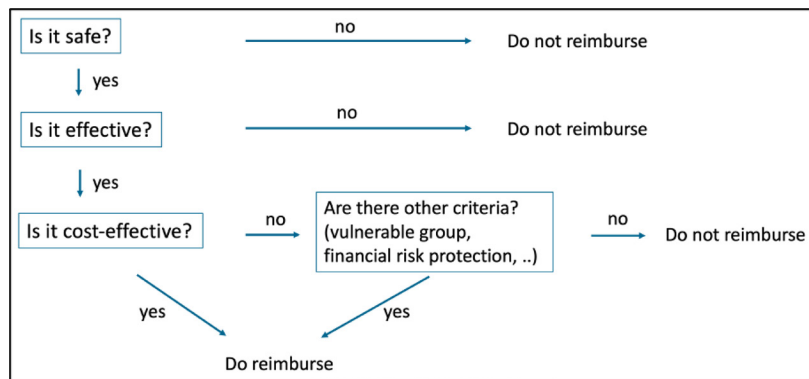 Is it safe?
no
Do not reimburse
yes
Is it effective?
no
Do not reimburse
yes
Is it cost-effective?
no
Are there other criteria?
(vulnerable group,
financial risk protection, ..)
no
Do not reimburse
yes
yes
Do reimburse